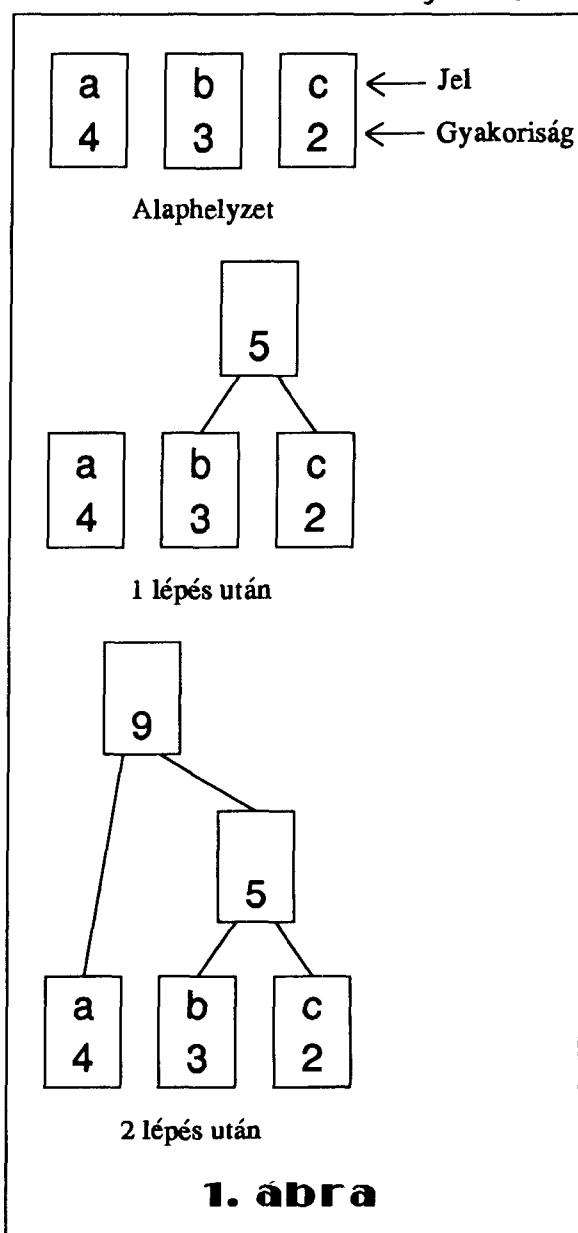 a b c ← Jel
4 3 2 ← Gyakoriság
Alaphelyzet
5
a b c
4 3 2
1 lépés után
9
5
a b c
4 3 2
2 lépés után
1. ábra